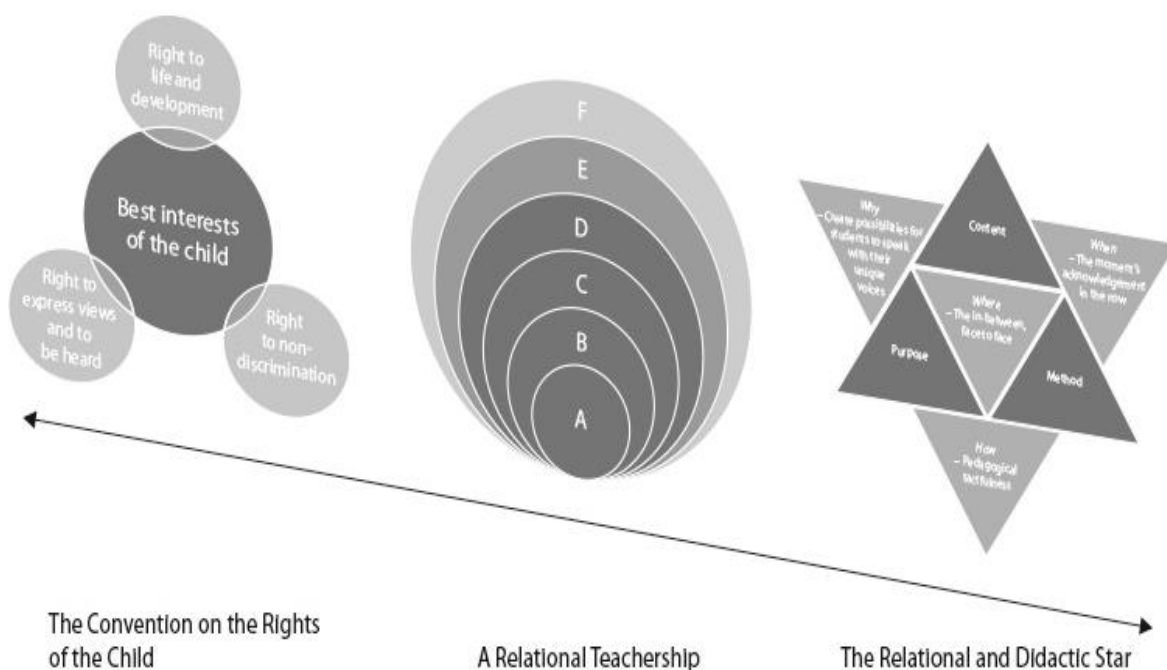 Right to
life and
development
Best interests
of the child
Right to
express views
and to
be heard
Right
to non-
discrimination
F
E
D
C
B
A
Why
– Create possibilities for
students to speak
with their
unique
voices
Content
When
– The moment's
acknowledgment
in the now
Where
– The In-Between,
face to face
Purpose
Method
How
– Pedagogical
tactfulness
The Convention on the Rights
of the Child
A Relational Teachership
The Relational and Didactic Star